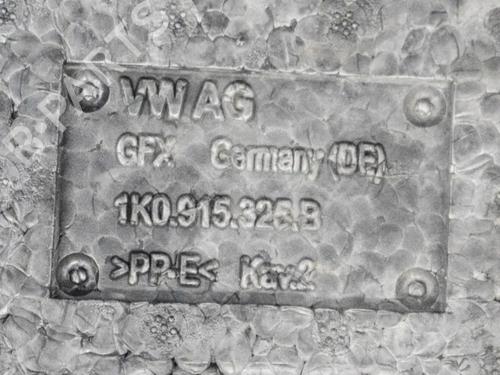 VW AG
GFX Germany (DE)
1K0.915.325.B
>PP-E< Kav.2